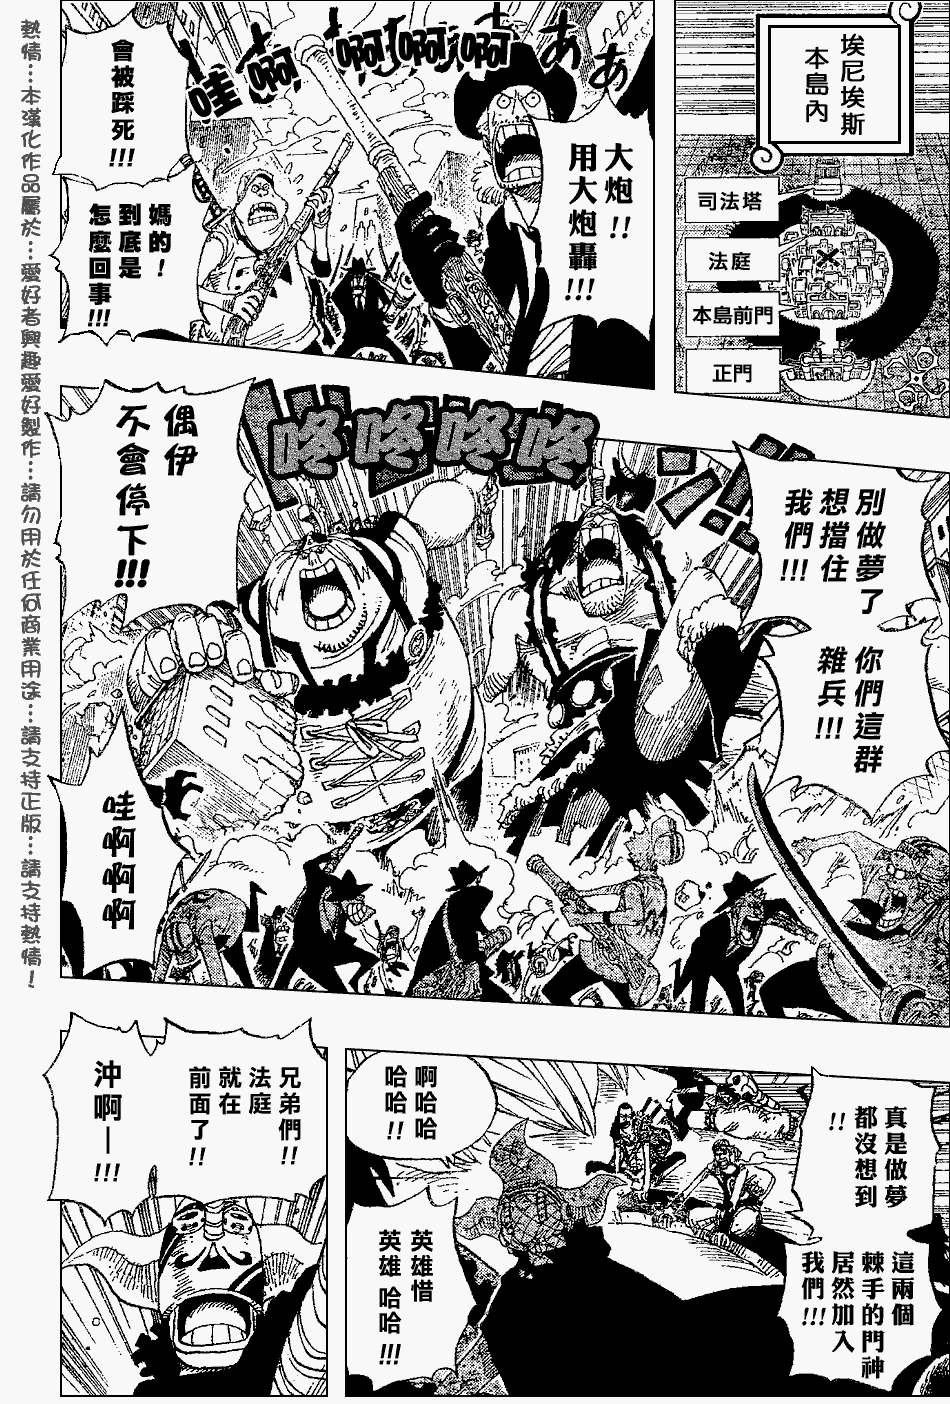 埃尼埃斯
本島內
司法塔
法庭
本島前門
正門
大炮!!
用大炮轟!!!
ああ
哇啊啊啊啊
會被踩死!!!
媽的!
到底是
怎麼回事!!!
別做夢了
想擋住
我們!!!
你們這群
雜兵!!!
咚咚咚咚
偶伊
不會停下!!!
哇啊啊啊
真是做夢
都沒想到
!!
這兩個
棘手的門神
居然加入
我們!!!
啊哈哈
哈哈!!
英雄惜
英雄 哈哈!!!
兄弟們!!
法庭
就在
前面了!!
沖啊—!!!
熱情…本漢化作品屬於…愛好者興趣愛好製作…請勿用於任何商業用途…請支持正版…請支持熱情!